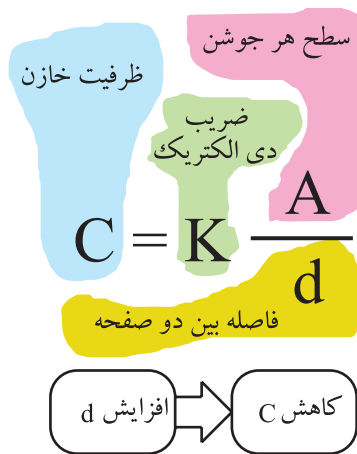 سطح هر جوشن
ظرفیت خازن
ضریب
دی الکتریک
C = K A / d
فاصله بین دو صفحه
افزایش d
کاهش C